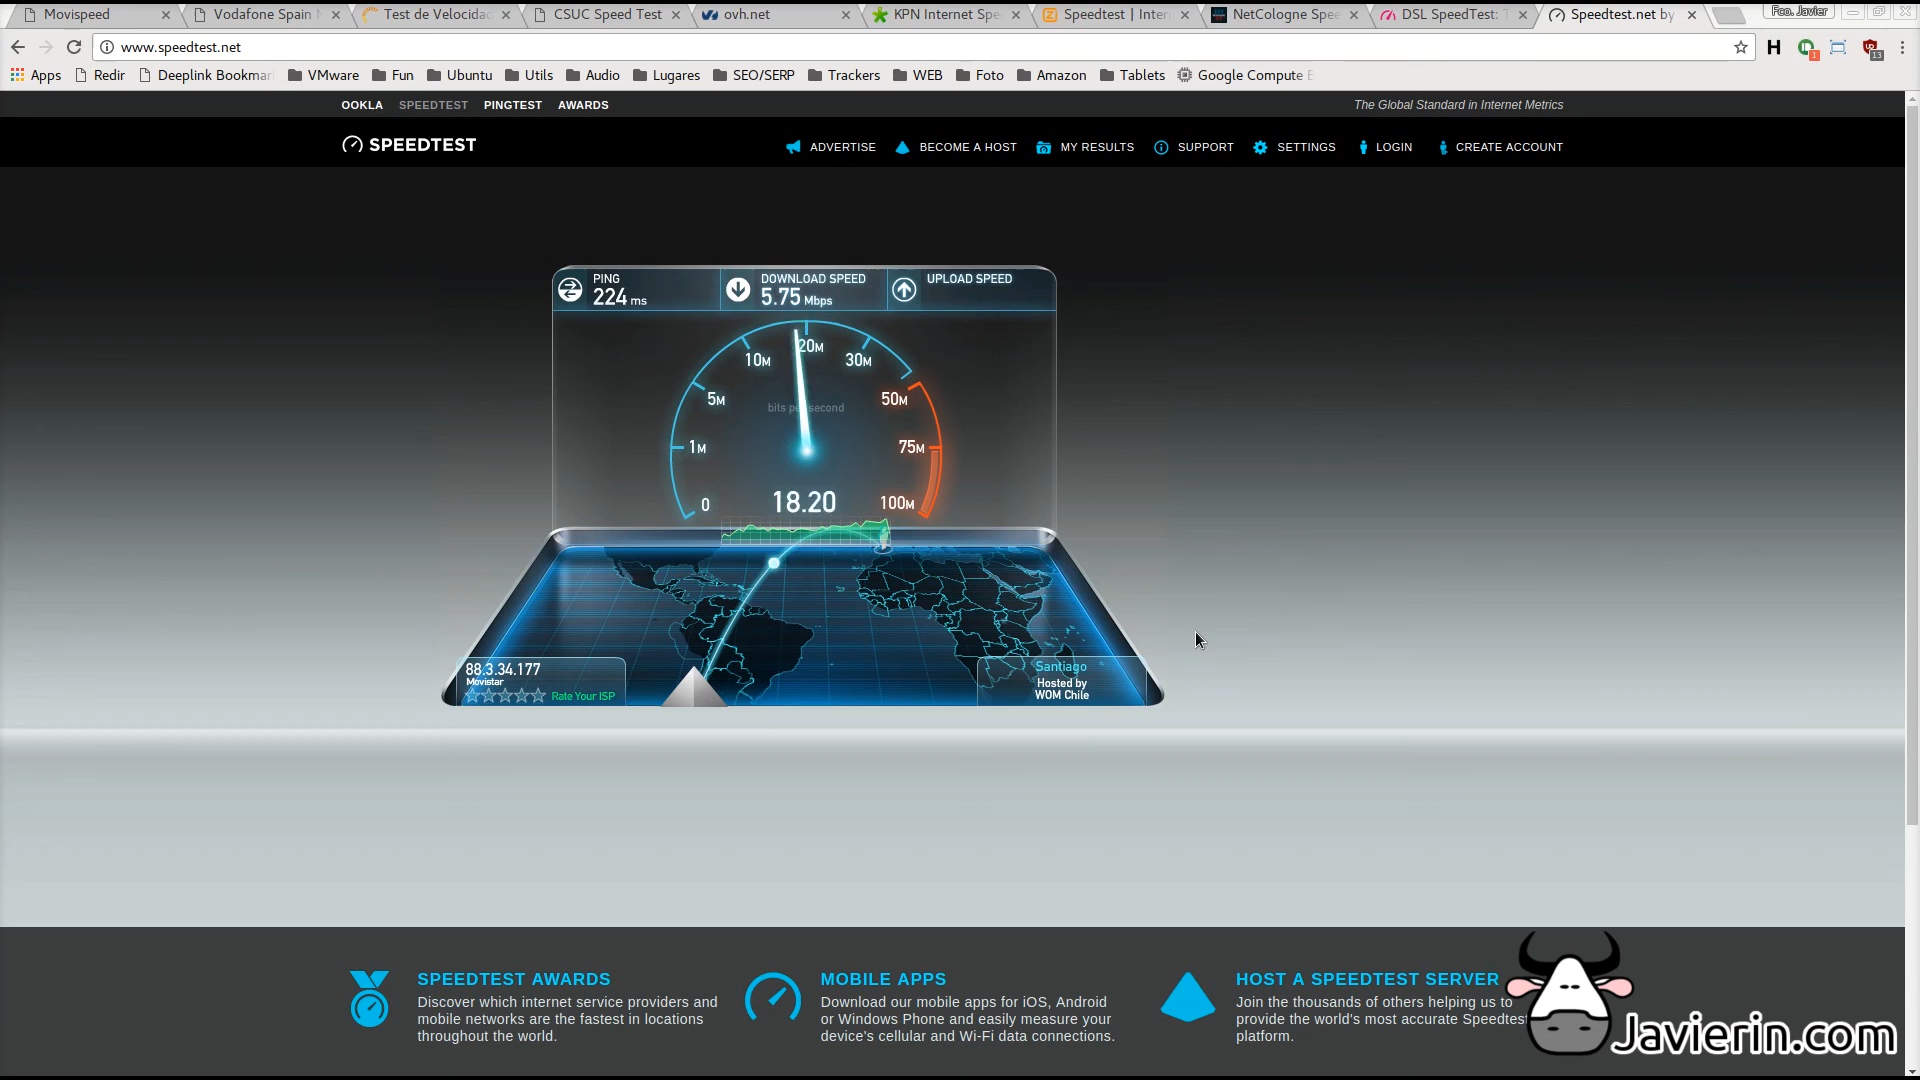 Movispeed
Vodafone Spain
Test de Velocidad
CSUC Speed Test
ovh.net
KPN Internet Spe
Speedtest | Inter
NetCologne Spee
DSL SpeedTest: T
Speedtest.net by
Fco. Javier
www.speedtest.net
1
13
Apps Redir Deeplink Bookmar VMware Fun Ubuntu Utils Audio Lugares SEO/SERP Trackers WEB Foto Amazon Tablets Google Compute E
OOKLA SPEEDTEST PINGTEST AWARDS
The Global Standard in Internet Metrics
SPEEDTEST
ADVERTISE BECOME A HOST MY RESULTS SUPPORT SETTINGS LOGIN CREATE ACCOUNT
PING
224 ms
DOWNLOAD SPEED
5.75 Mbps
UPLOAD SPEED
20M
10M
30M
5M
50M
bits per second
1M
75M
0
18.20
100M
88.3.34.177
Movistar
Rate Your ISP
Santiago
Hosted by
WOM Chile
SPEEDTEST AWARDS
Discover which internet service providers and
mobile networks are the fastest in locations
throughout the world.
MOBILE APPS
Download our mobile apps for iOS, Android
or Windows Phone and easily measure your
device's cellular and Wi-Fi data connections.
HOST A SPEEDTEST SERVER
Join the thousands of others helping us to
provide the world's most accurate Speedtest
platform.
Javierin.com